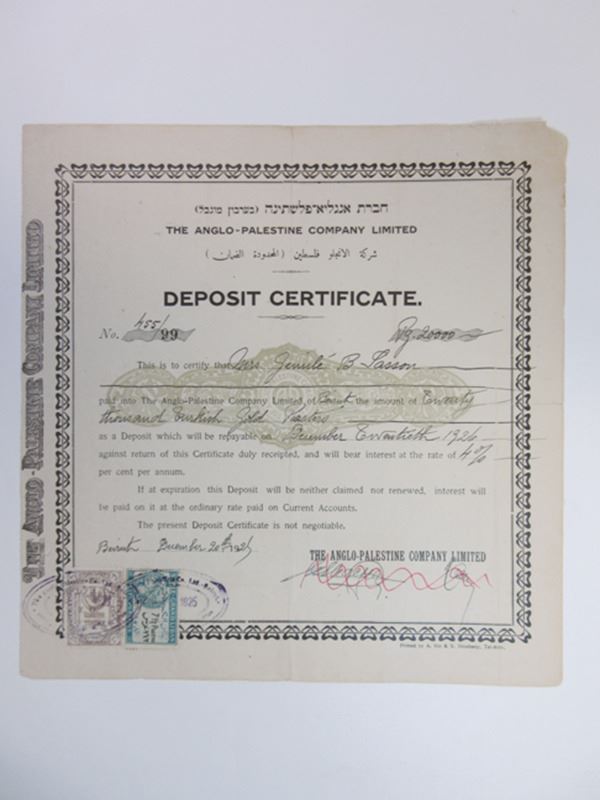 חברת אנגליא־פלשתינה (בערבון מוגבל)
THE ANGLO-PALESTINE COMPANY LIMITED
شركة الانجلو فلسطين (المحدودة الضمان)
DEPOSIT CERTIFICATE.
No. 455/99 20000
This is to certify that Mrs B. Sasson
paid into The Anglo-Palestine Company Limited, of Beirut the amount of Twenty
thousand Turkish Gold Piasters
as a Deposit which will be repayable on December Twentieth 1926
against return of this Certificate duly receipted, and will bear interest at the rate of 4%
per cent per annum.
If at expiration this Deposit will be neither claimed nor renewed, interest will
be paid on it at the ordinary rate paid on Current Accounts.
The present Deposit Certificate is not negotiable.
Beirut December 20th 1925
THE ANGLO-PALESTINE COMPANY LIMITED
1925
Printed by A.
THE ANGLO-PALESTINE COMPANY LIMITED